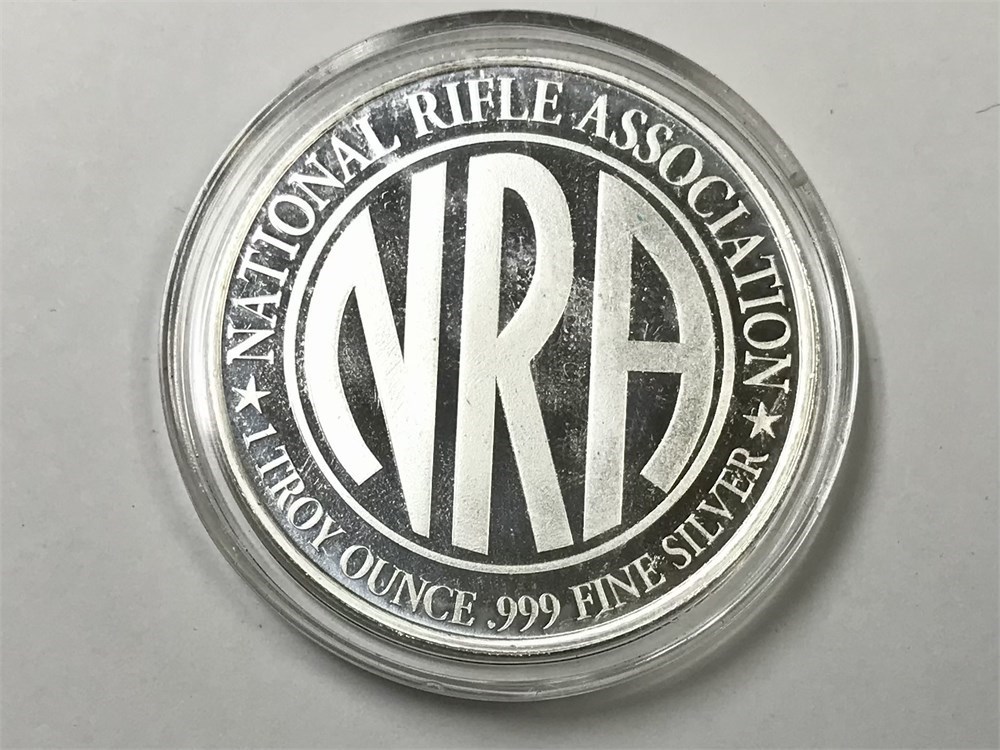 NATIONAL RIFLE ASSOCIATION
NRA
★ 1 TROY OUNCE .999 FINE SILVER ★